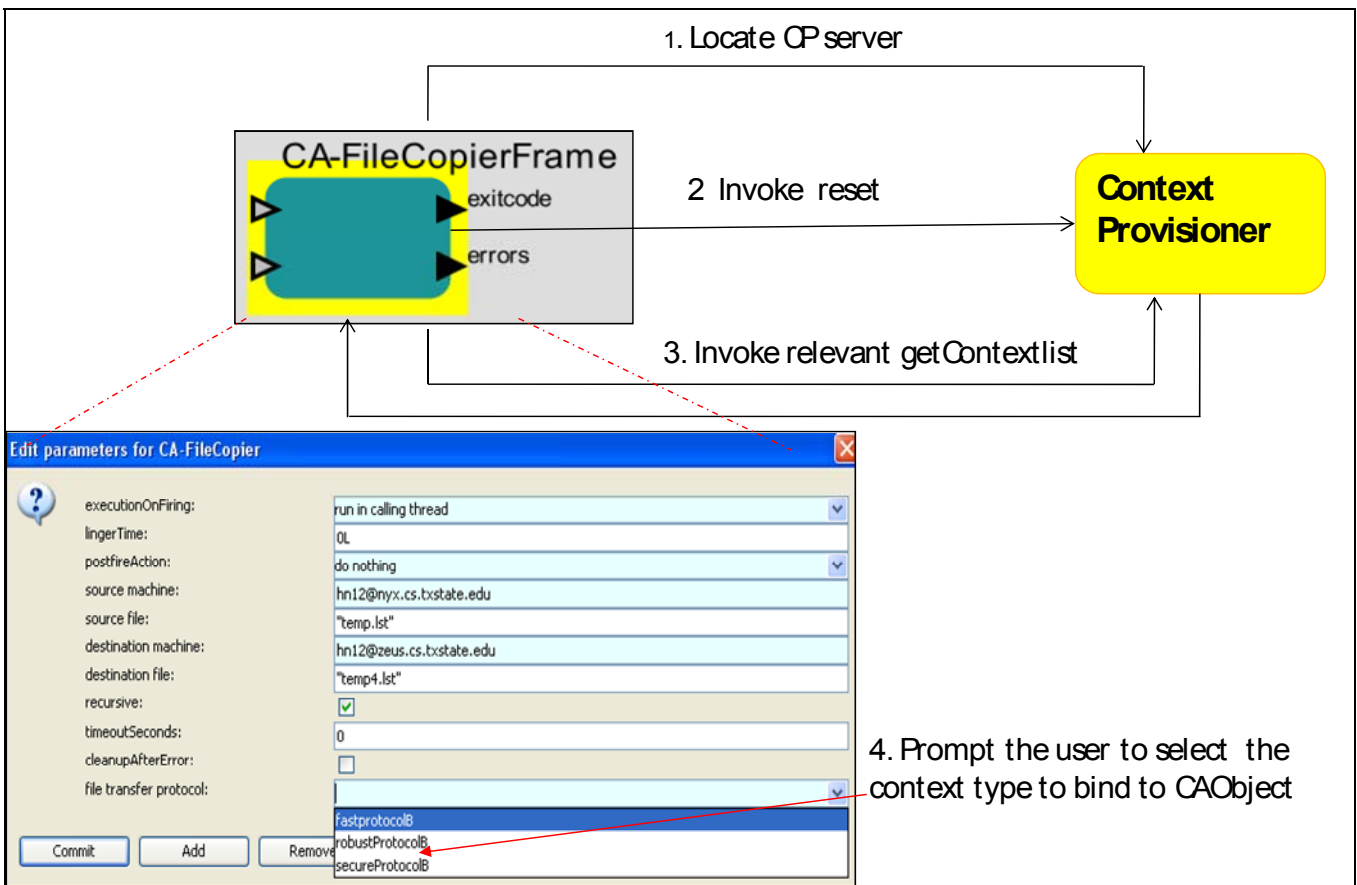 1. Locate CP server
CA-FileCopierFrame
exitcode
errors
2 Invoke reset
Context
Provisioner
3. Invoke relevant getContextlist
Edit parameters for CA-FileCopier
executionOnFiring: run in calling thread
lingerTime: 0L
postfireAction: do nothing
source machine: hn12@nyx.cs.txstate.edu
source file: "temp.lst"
destination machine: hn12@zeus.cs.txstate.edu
destination file: "temp4.lst"
recursive:
timeoutSeconds: 0
cleanupAfterError:
file transfer protocol:
fastprotocolB
robustProtocolB
secureProtocolB
Commit Add Remove
4. Prompt the user to select the
context type to bind to CAObject